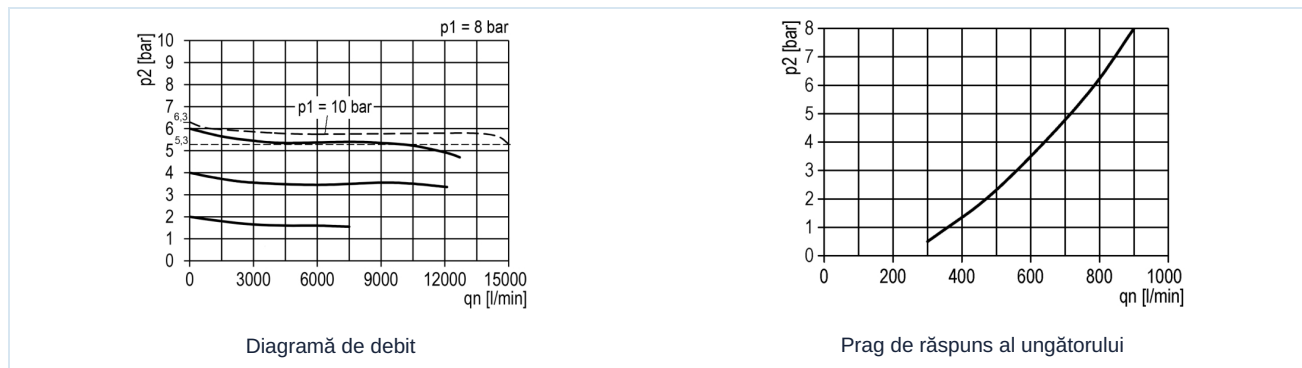 p1 = 8 bar
p2 [bar]
10
9
8
7
6,3
6
5,3
5
4
3
2
1
0
p1 = 10 bar
0 3000 6000 9000 12000 15000
qn [l/min]
Diagramă de debit
p2 [bar]
8
7
6
5
4
3
2
1
0
0 200 400 600 800 1000
qn [l/min]
Prag de răspuns al ungătorului